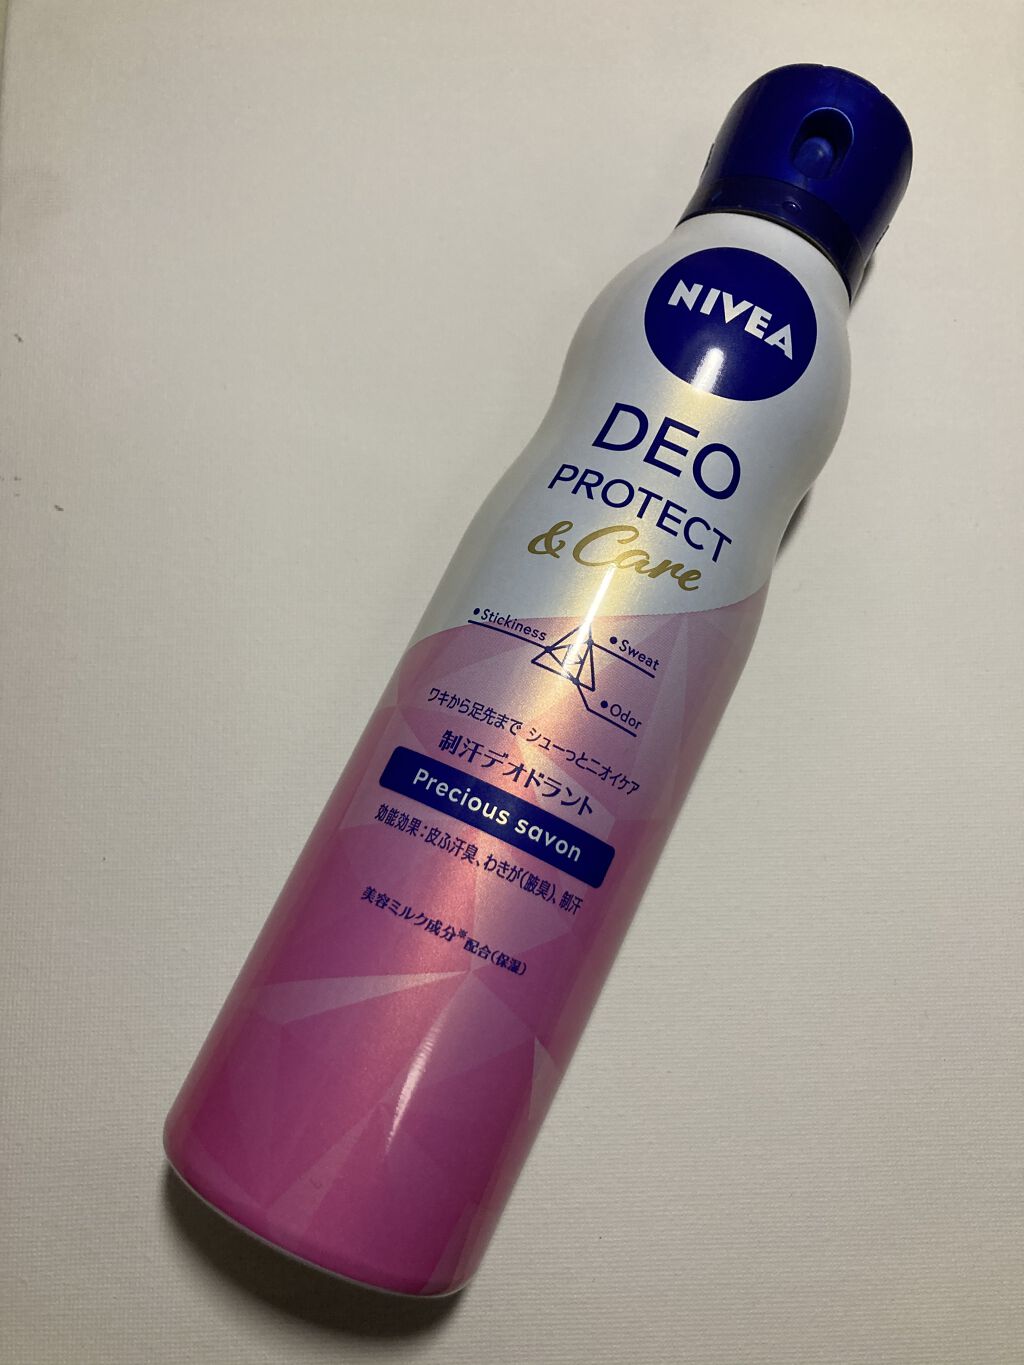 NIVEA
DEO
PROTECT
& Care
• Stickiness
• Sweat
• Odor
ワキから足先まで シューっとニオイケア
制汗デオドラント
Precious savon
効能効果：皮ふ汗臭、わきが（腋臭）、制汗
美容ミルク成分※配合（保湿）